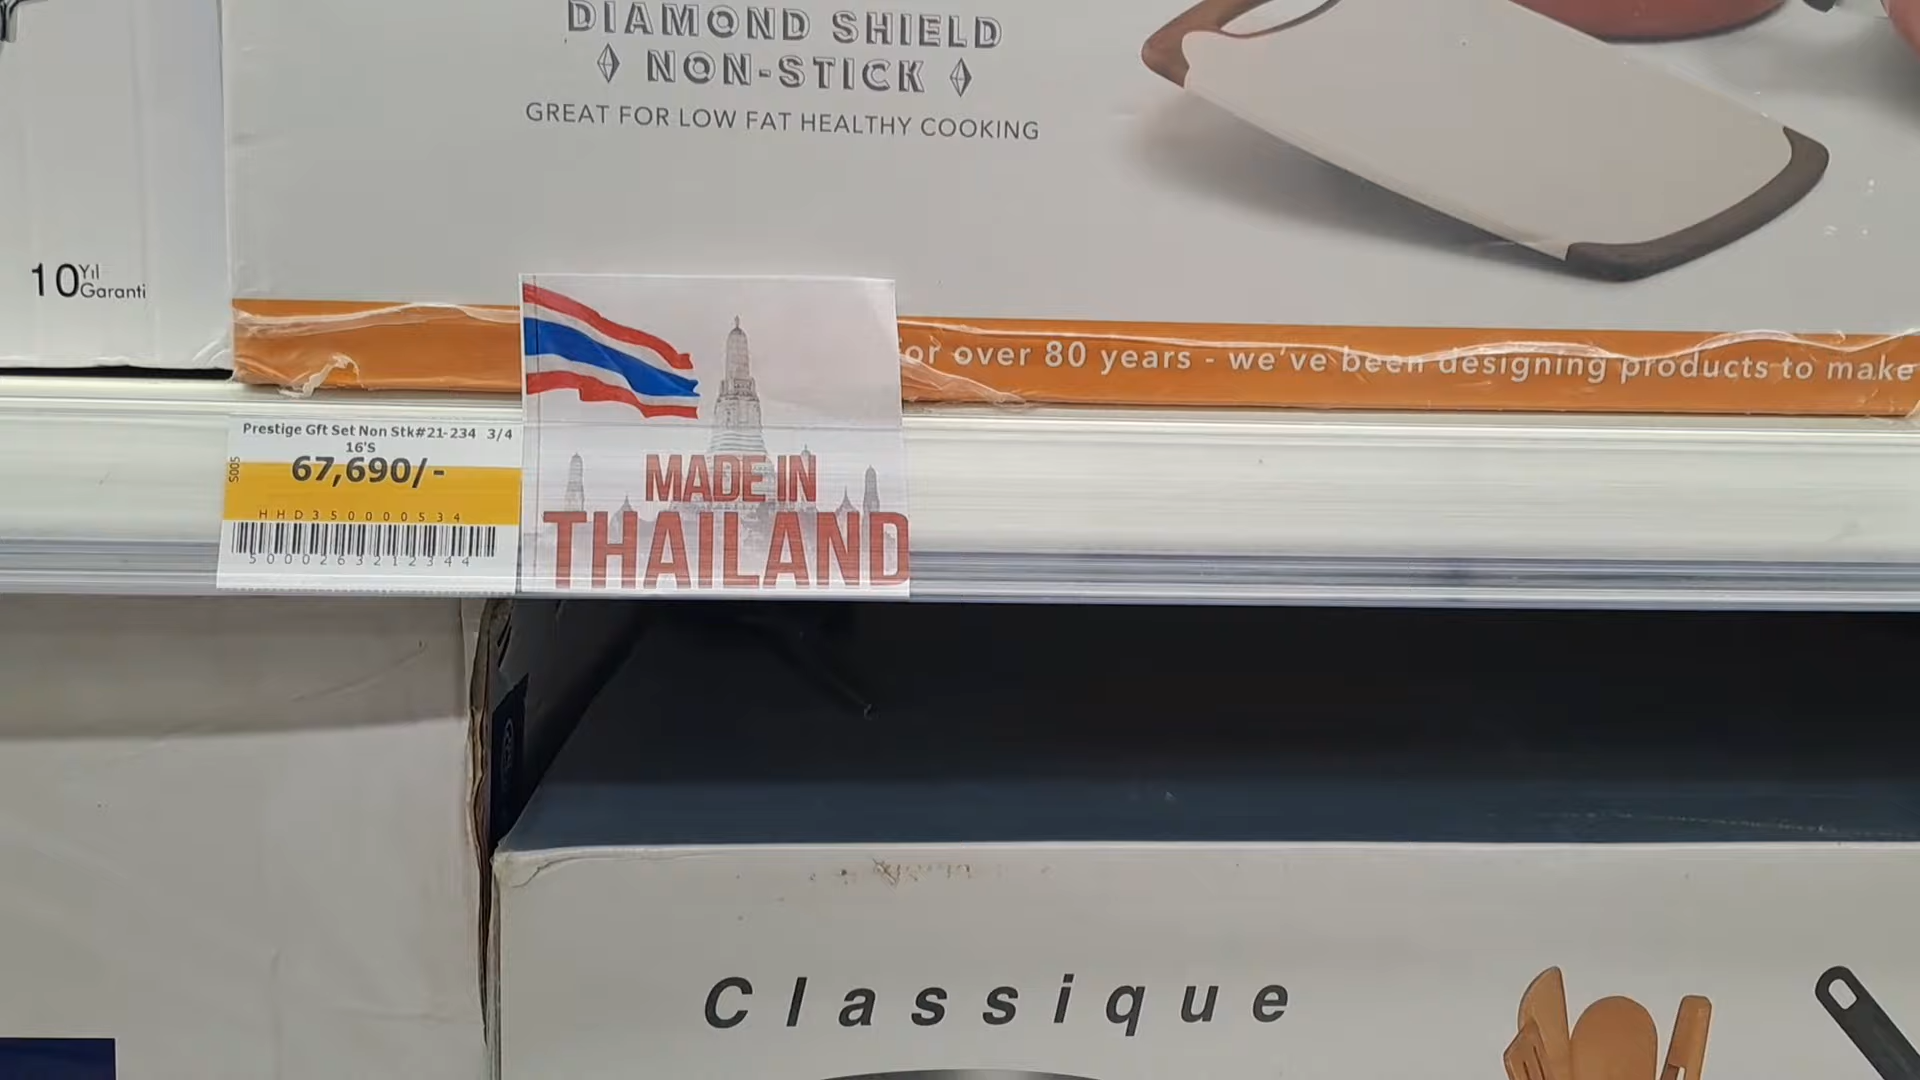 DIAMOND SHIELD
NON-STICK
GREAT FOR LOW FAT HEALTHY COOKING
10 Yıl
Garanti
or over 80 years - we've been designing products to make
Prestige Gft Set Non Stk#21-234 3/4
16'S
S005
67,690/-
HHD350000534
5000263212344
MADE IN
THAILAND
Classique